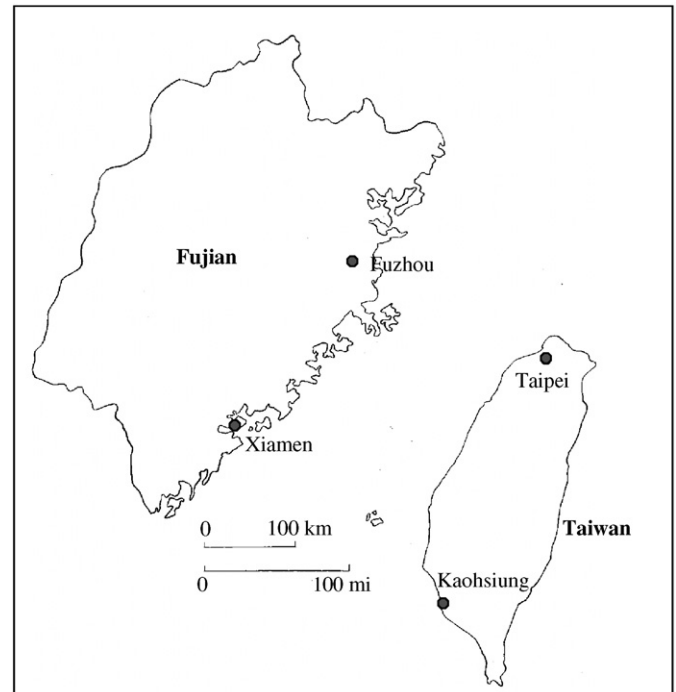 Fujian
Fuzhou
Taipei
Xiamen
0 100 km
Taiwan
0 100 mi
Kaohsiung